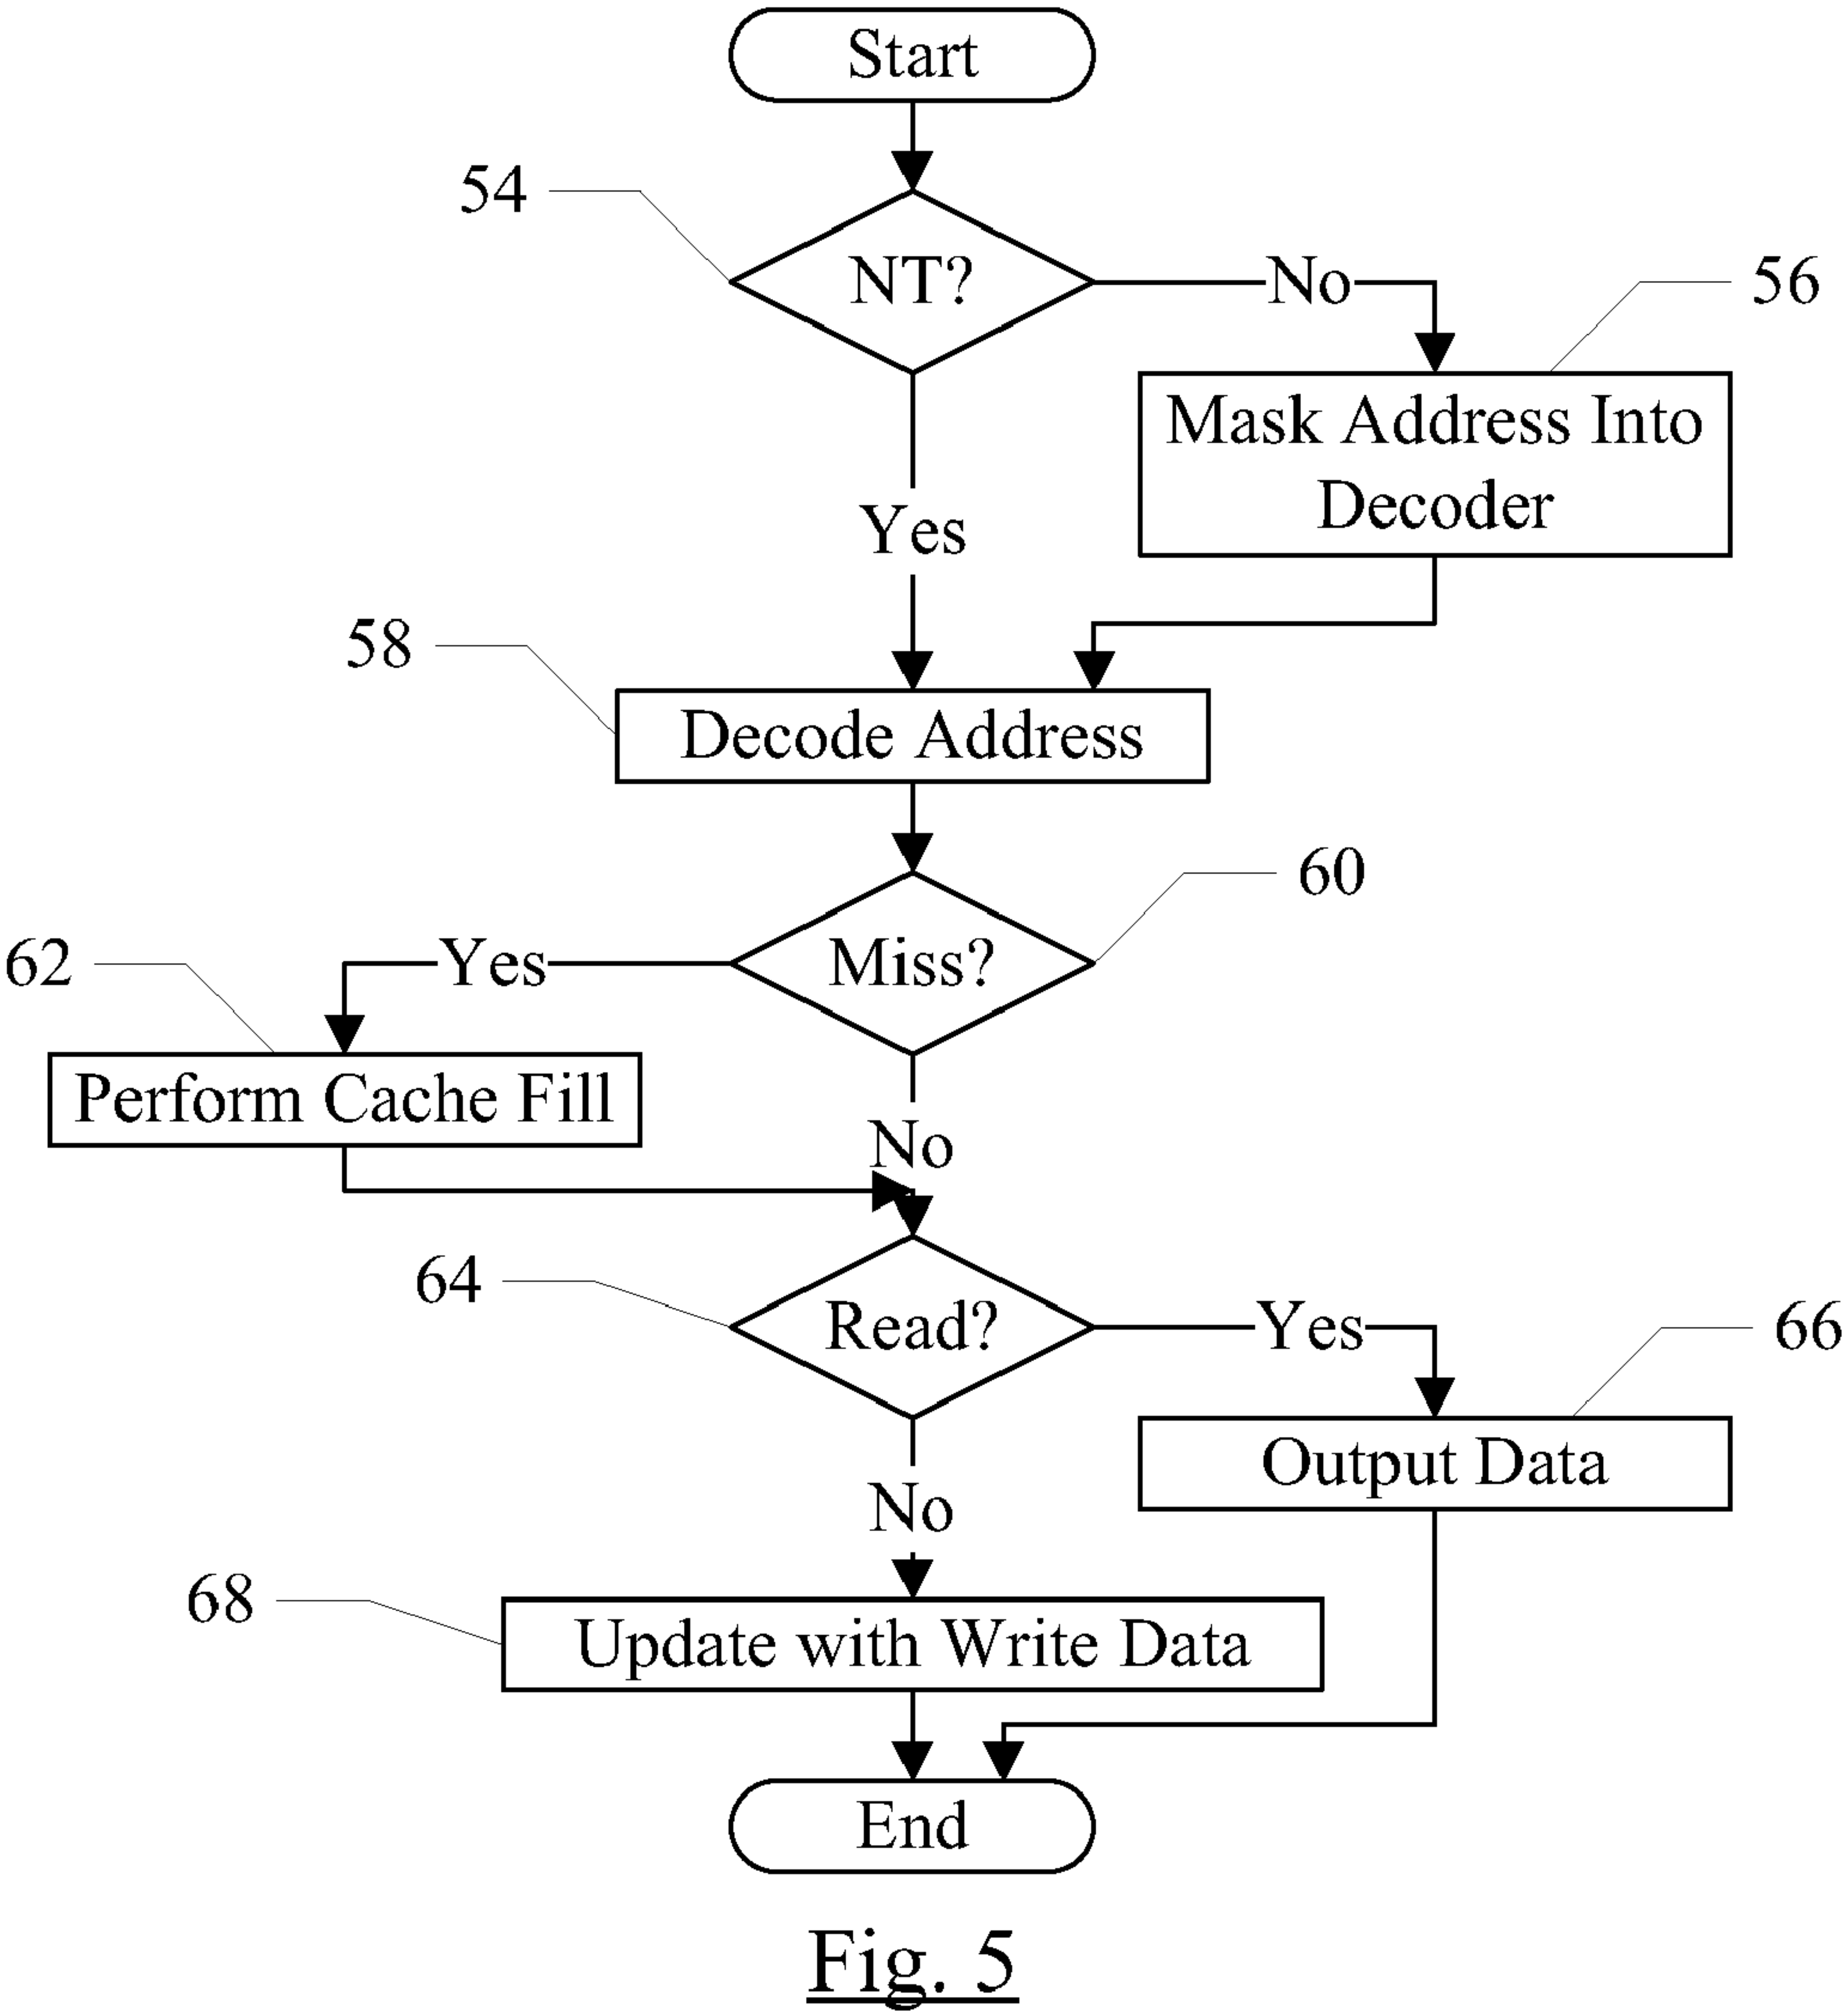 Start
54
NT?
No
56
Mask Address Into
Decoder
Yes
58
Decode Address
60
62
Yes
Miss?
Perform Cache Fill
No
64
Read?
Yes
66
Output Data
No
68
Update with Write Data
End
Fig. 5